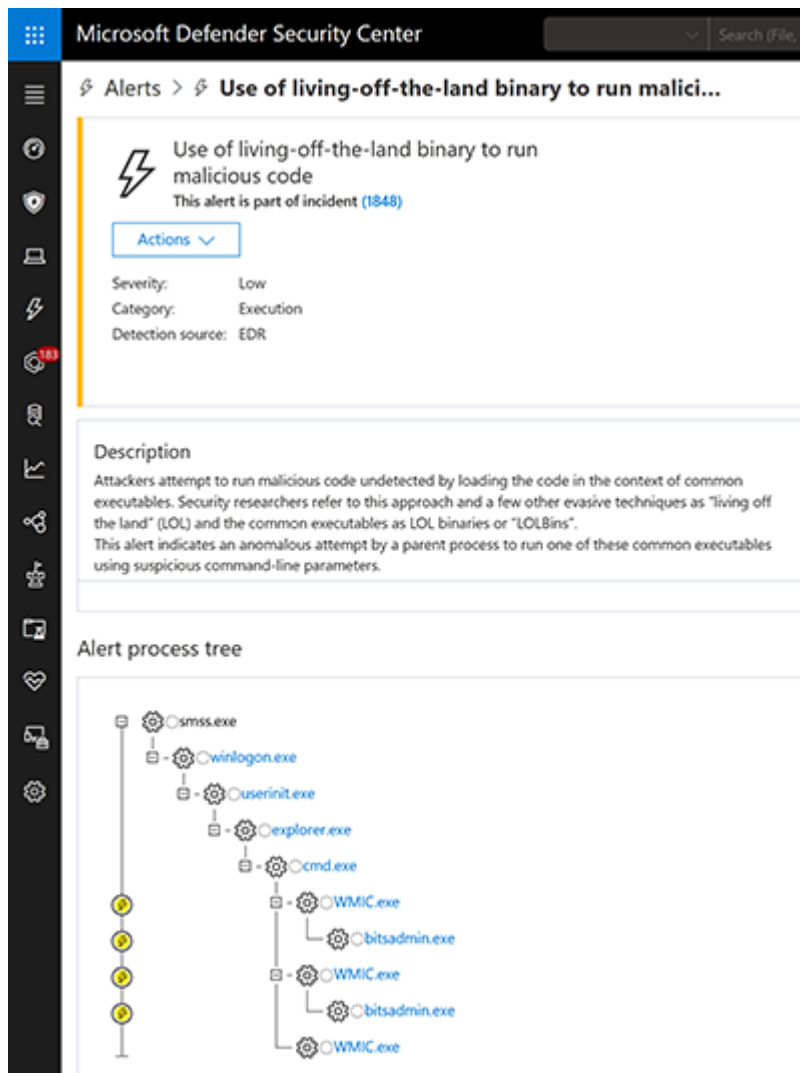 Microsoft Defender Security Center
Search (File,
Alerts > Use of living-off-the-land binary to run malici...
Use of living-off-the-land binary to run
malicious code
This alert is part of incident (1848)
Actions
Severity: Low
Category: Execution
Detection source: EDR
183
Description
Attackers attempt to run malicious code undetected by loading the code in the context of common
executables. Security researchers refer to this approach and a few other evasive techniques as "living off
the land" (LOL) and the common executables as LOL binaries or "LOLBins".
This alert indicates an anomalous attempt by a parent process to run one of these common executables
using suspicious command-line parameters.
Alert process tree
smss.exe
winlogon.exe
userinit.exe
explorer.exe
cmd.exe
WMIC.exe
bitsadmin.exe
WMIC.exe
bitsadmin.exe
WMIC.exe